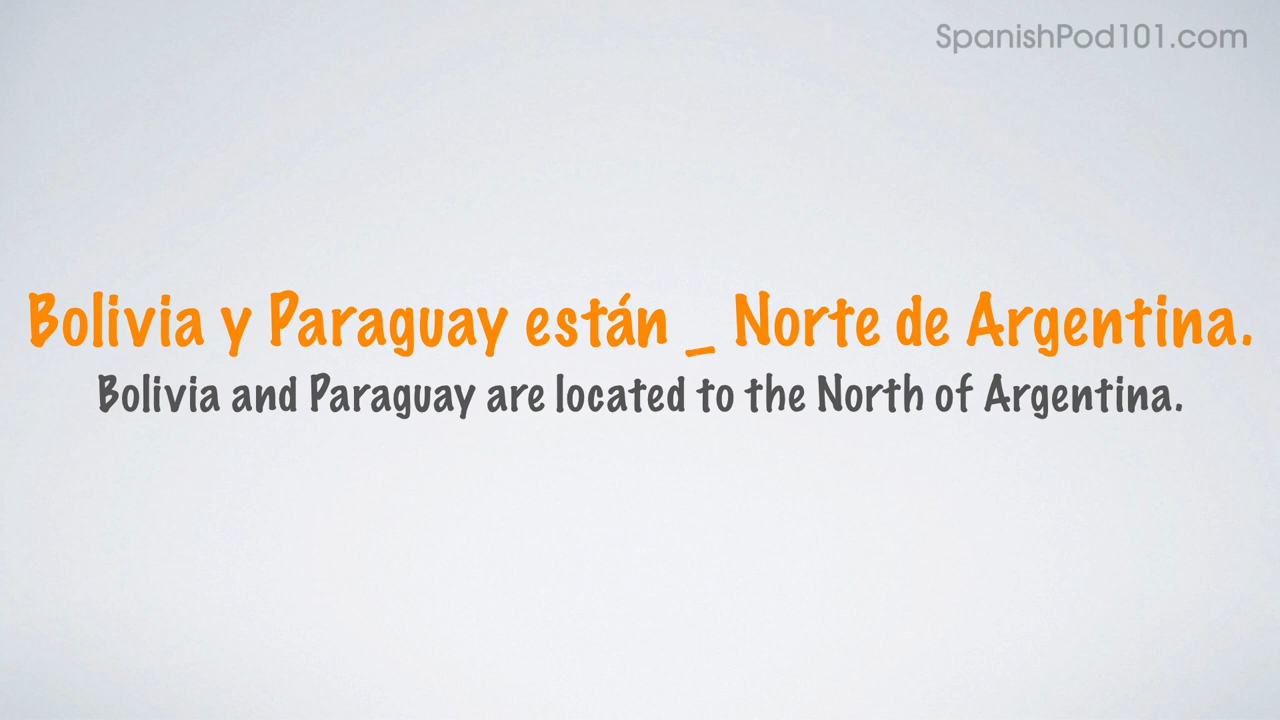 SpanishPod101.com
Bolivia y Paraguay están _ Norte de Argentina.
Bolivia and Paraguay are located to the North of Argentina.